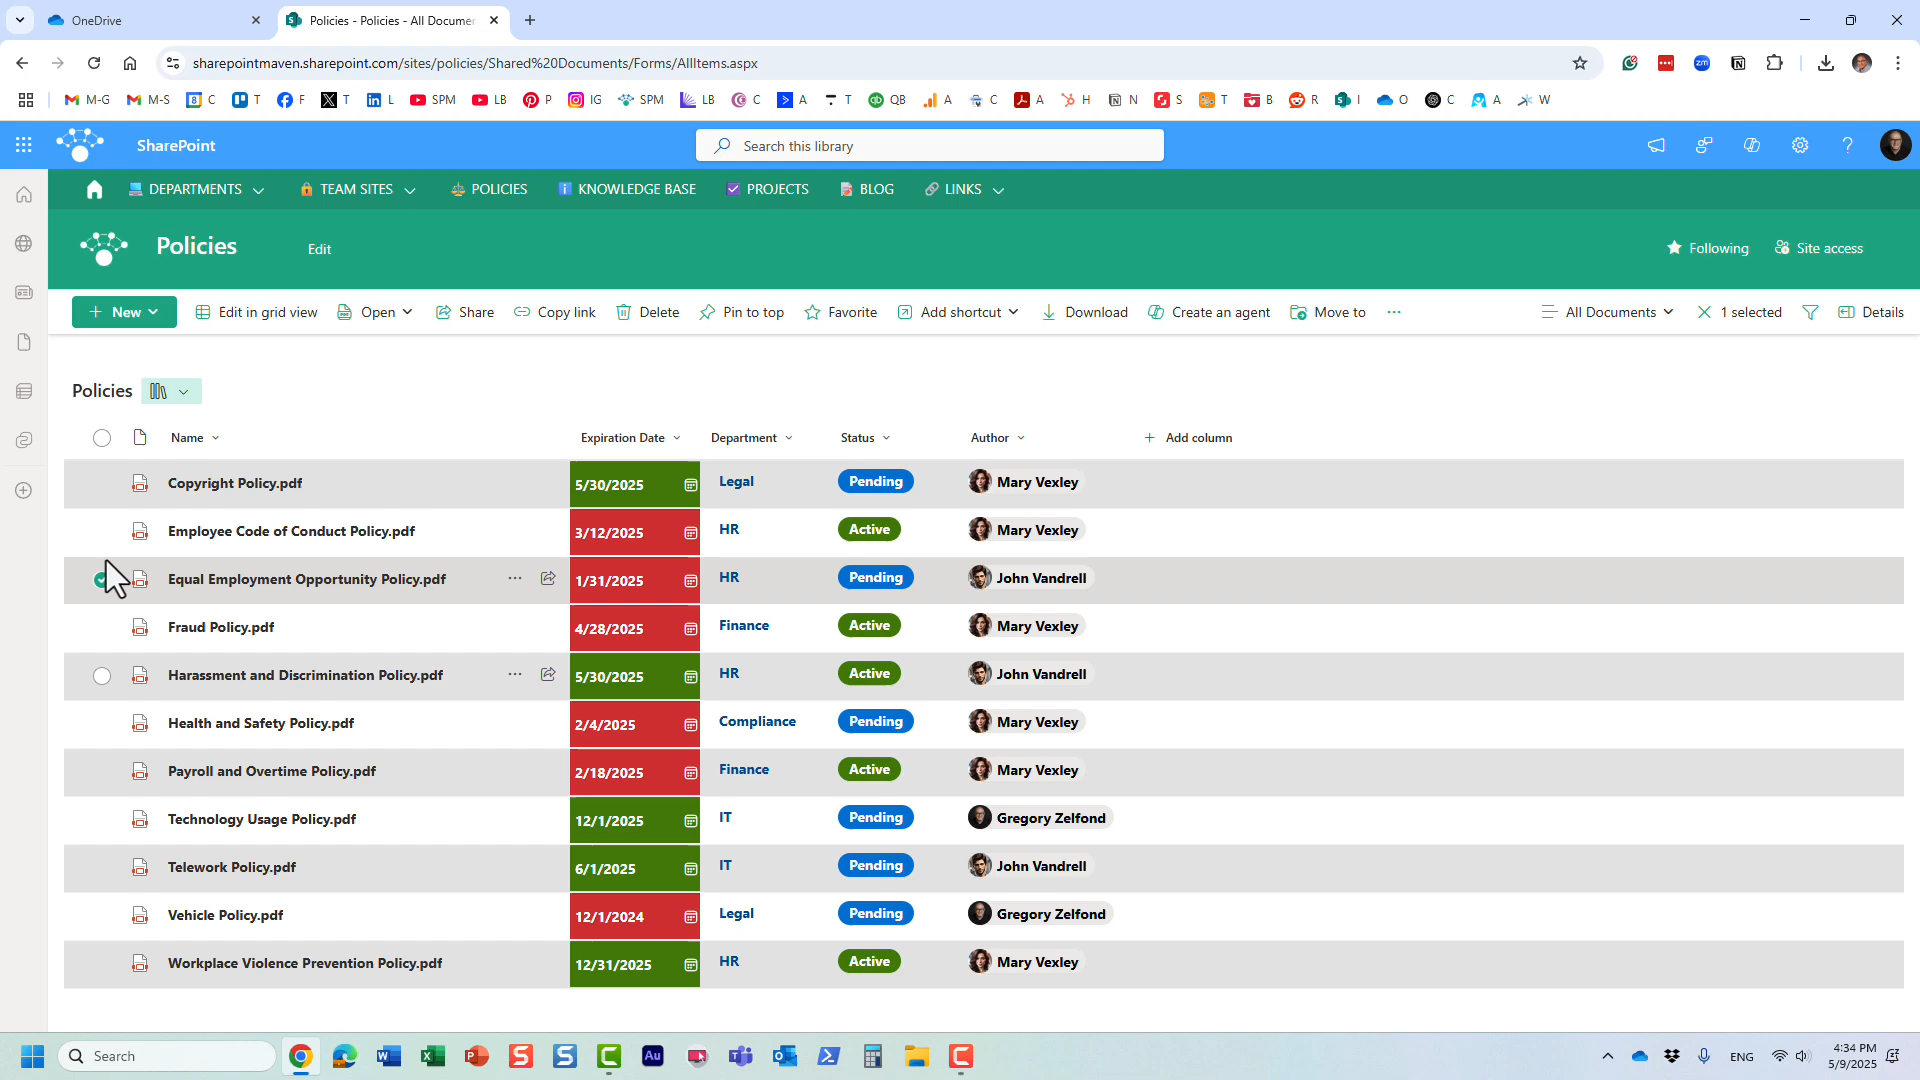 OneDrive
Policies - Policies - All Documen
sharepointmaven.sharepoint.com/sites/policies/Shared%20Documents/Forms/AllItems.aspx
M-G M-S C T F T L SPM LB P IG SPM LB C A T QB A C A H N S T B R I O C A W
SharePoint
Search this library
DEPARTMENTS TEAM SITES POLICIES KNOWLEDGE BASE PROJECTS BLOG LINKS
Policies Edit Following Site access
New Edit in grid view Open Share Copy link Delete Pin to top Favorite Add shortcut Download Create an agent Move to ... All Documents 1 selected Details
Policies
Name Expiration Date Department Status Author Add column
Copyright Policy.pdf 5/30/2025 Legal Pending Mary Vexley
Employee Code of Conduct Policy.pdf 3/12/2025 HR Active Mary Vexley
Equal Employment Opportunity Policy.pdf ... 1/31/2025 HR Pending John Vandrell
Fraud Policy.pdf 4/28/2025 Finance Active Mary Vexley
Harassment and Discrimination Policy.pdf ... 5/30/2025 HR Active John Vandrell
Health and Safety Policy.pdf 2/4/2025 Compliance Pending Mary Vexley
Payroll and Overtime Policy.pdf 2/18/2025 Finance Active Mary Vexley
Technology Usage Policy.pdf 12/1/2025 IT Pending Gregory Zelfond
Telework Policy.pdf 6/1/2025 IT Pending John Vandrell
Vehicle Policy.pdf 12/1/2024 Legal Pending Gregory Zelfond
Workplace Violence Prevention Policy.pdf 12/31/2025 HR Active Mary Vexley
Search ENG 4:34 PM
5/9/2025